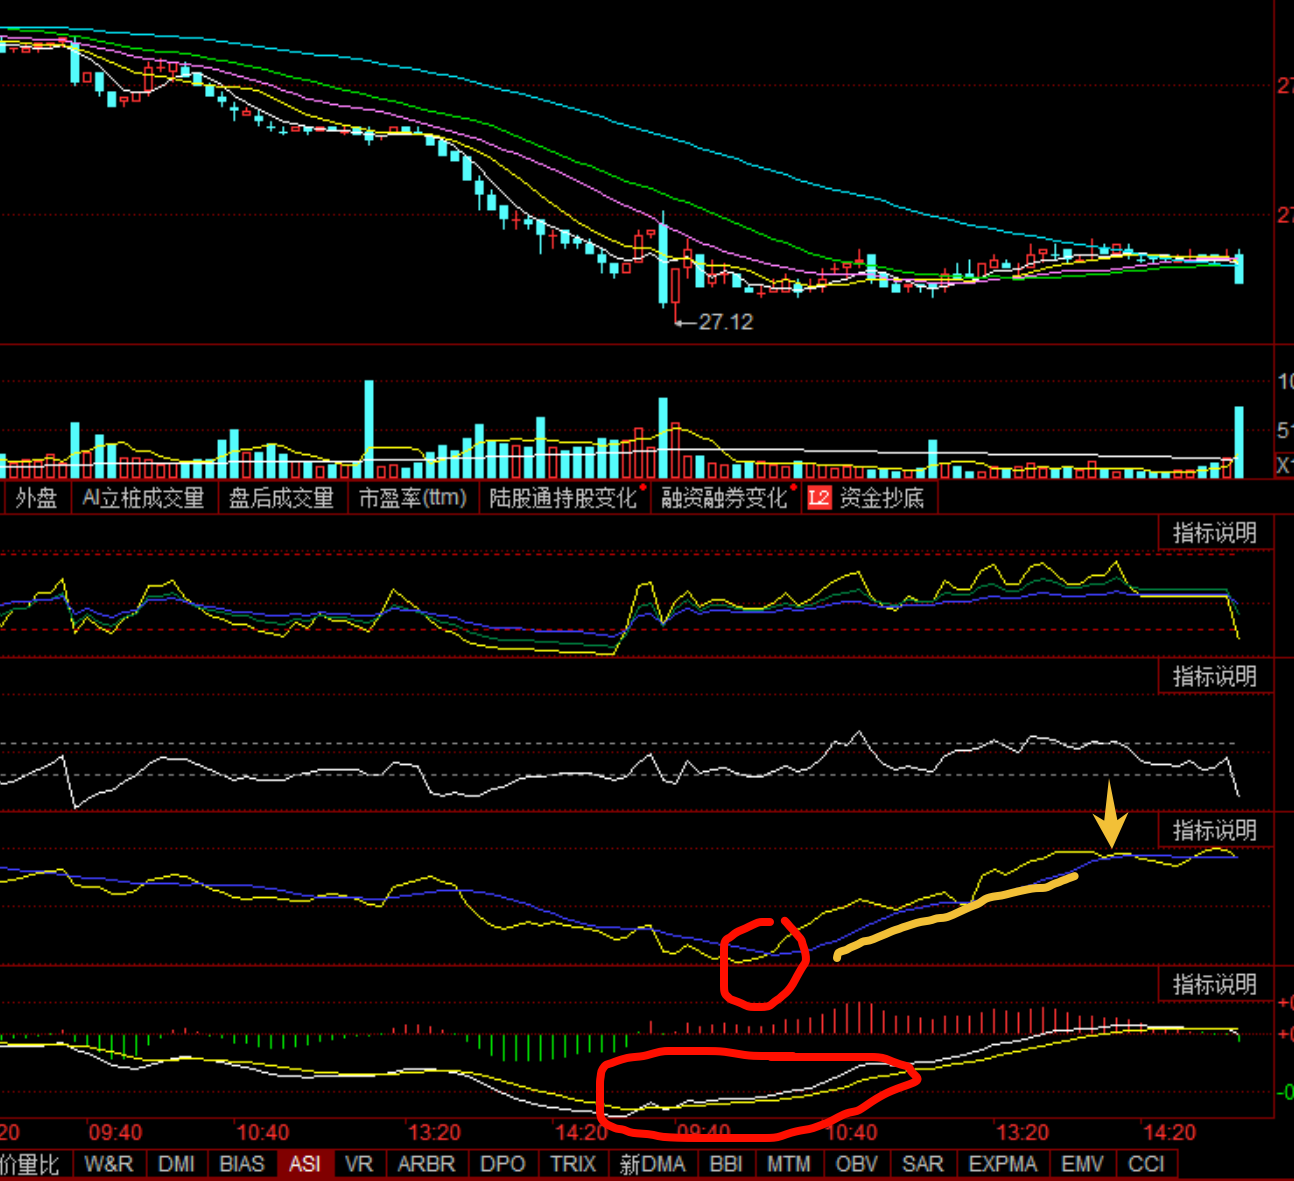 27
27
27.12
10
51
X1
外盘 AI立桩成交量 盘后成交量 市盈率(ttm) 陆股通持股变化 融资融券变化 L2 资金抄底
指标说明
指标说明
指标说明
指标说明
+0
+0
-0
20 09:40 10:40 13:20 14:20 09:40 10:40 13:20 14:20
价量比 W&R DMI BIAS ASI VR ARBR DPO TRIX 新DMA BBI MTM OBV SAR EXPMA EMV CCI